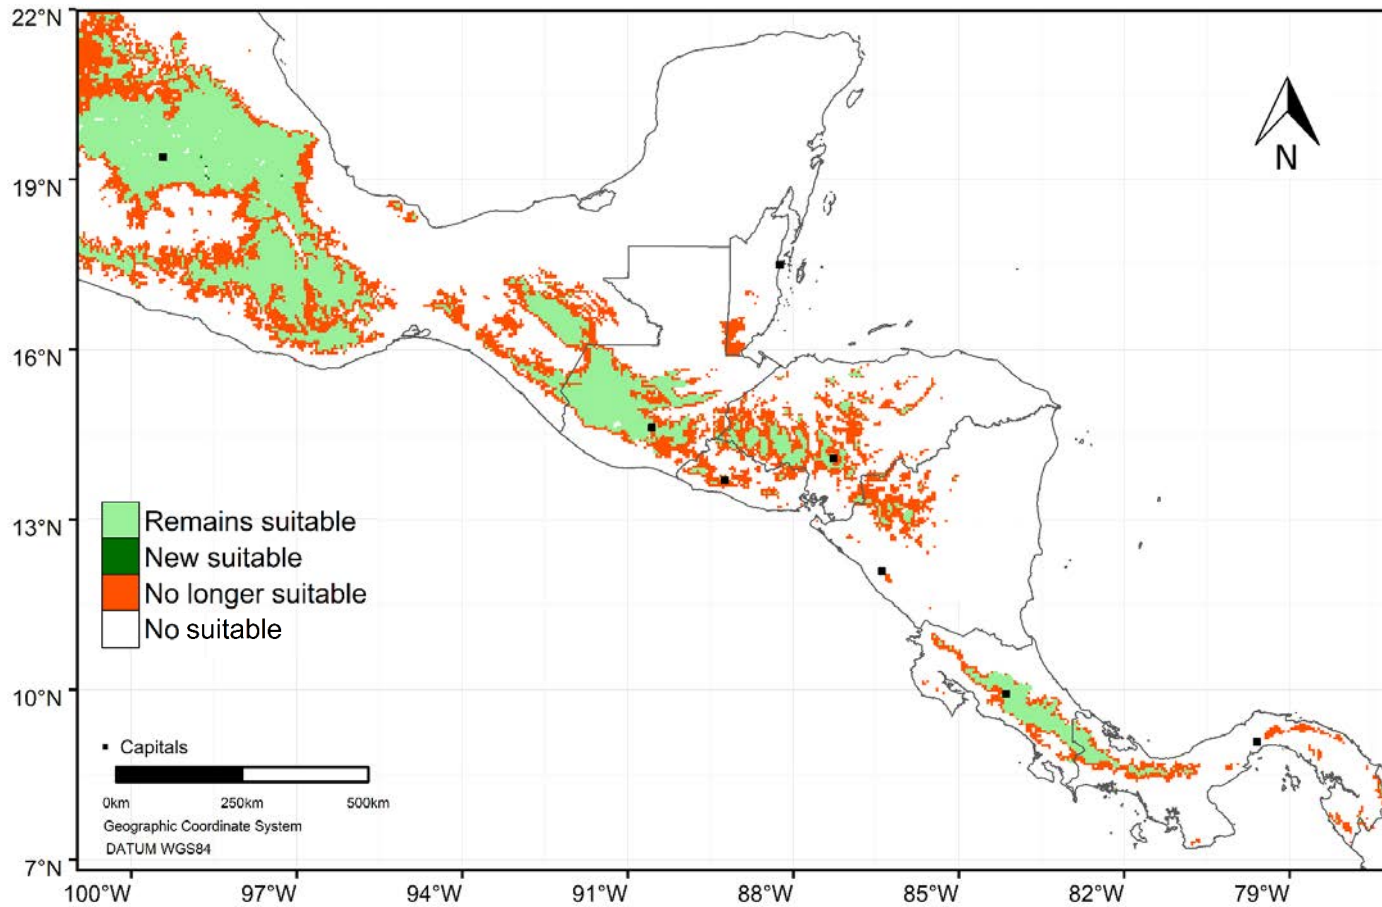 22°N
19°N
16°N
13°N
10°N
7°N
N
Remains suitable
New suitable
No longer suitable
No suitable
Capitals
0km 250km 500km
Geographic Coordinate System
DATUM WGS84
100°W 97°W 94°W 91°W 88°W 85°W 82°W 79°W